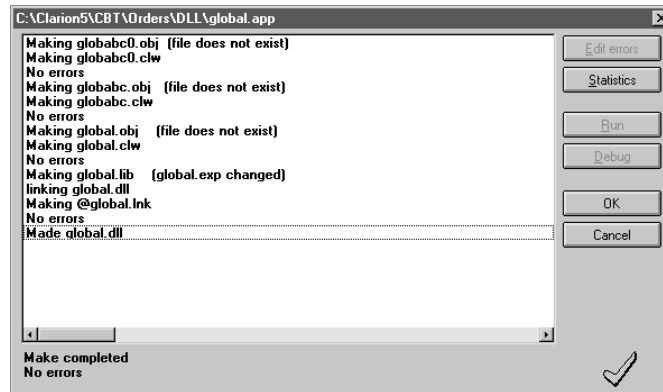 C:\Clarion5\CBT\Orders\DLL\global.app
Making globabc0.obj (file does not exist)
Making globabc0.clw
No errors
Making globabc.obj (file does not exist)
Making globabc.clw
No errors
Making global.obj (file does not exist)
Making global.clw
No errors
Making global.lib (global.exp changed)
linking global.dll
Making @global.lnk
No errors
Made global.dll
Edit errors
Statistics
Run
Debug
OK
Cancel
Make completed
No errors